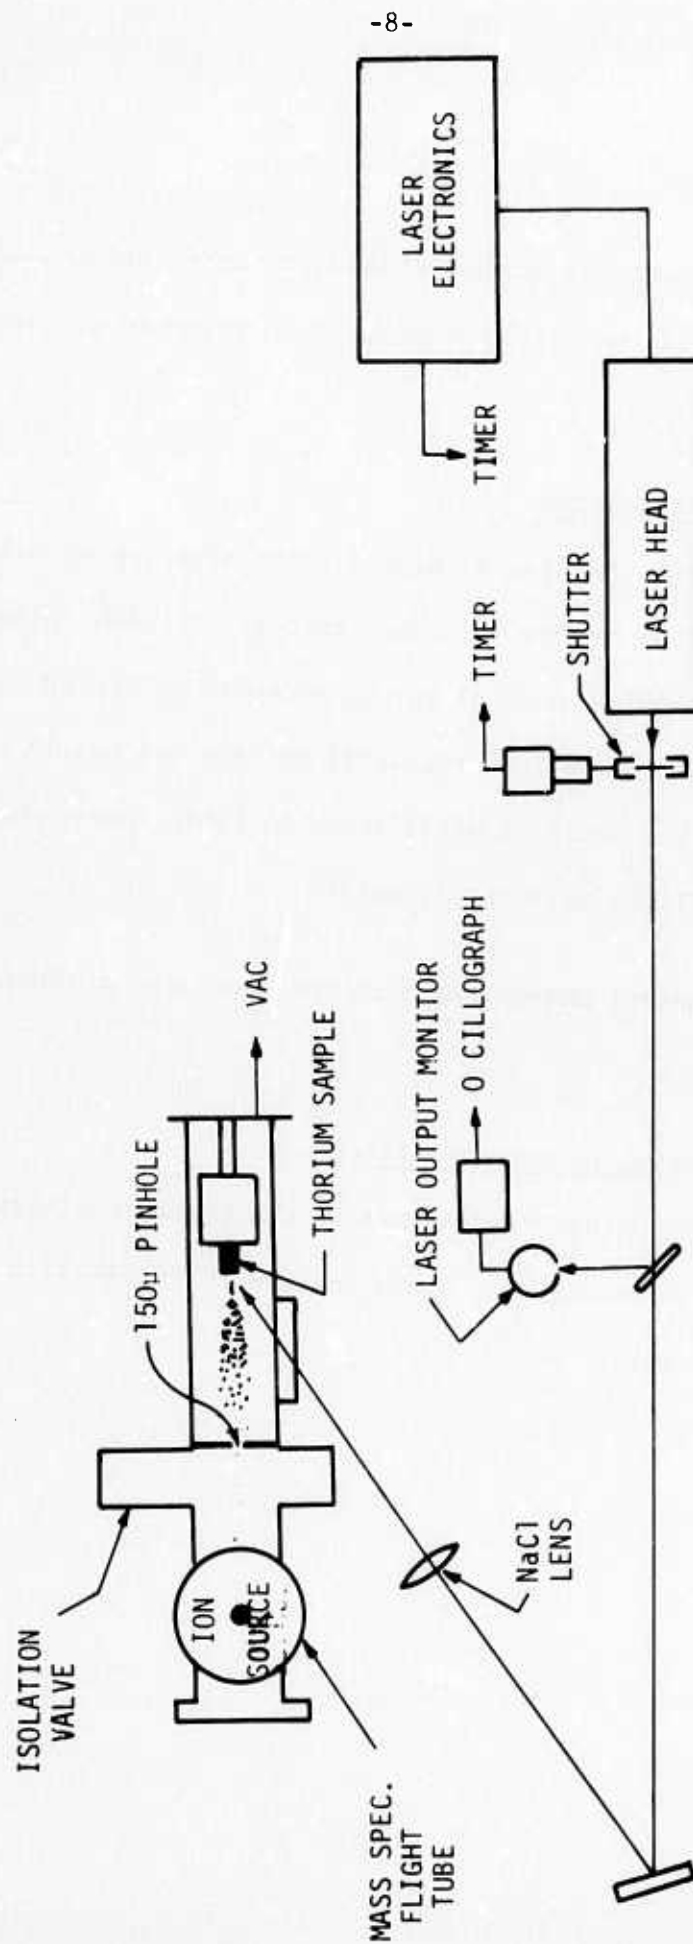 -8-
ISOLATION
VALVE
150μ PINHOLE
VAC
THORIUM SAMPLE
ION
SOURCE
MASS SPEC.
FLIGHT
TUBE
NaCl
LENS
LASER OUTPUT MONITOR
O CILLOGRAPH
TIMER
SHUTTER
TIMER
LASER
ELECTRONICS
LASER HEAD